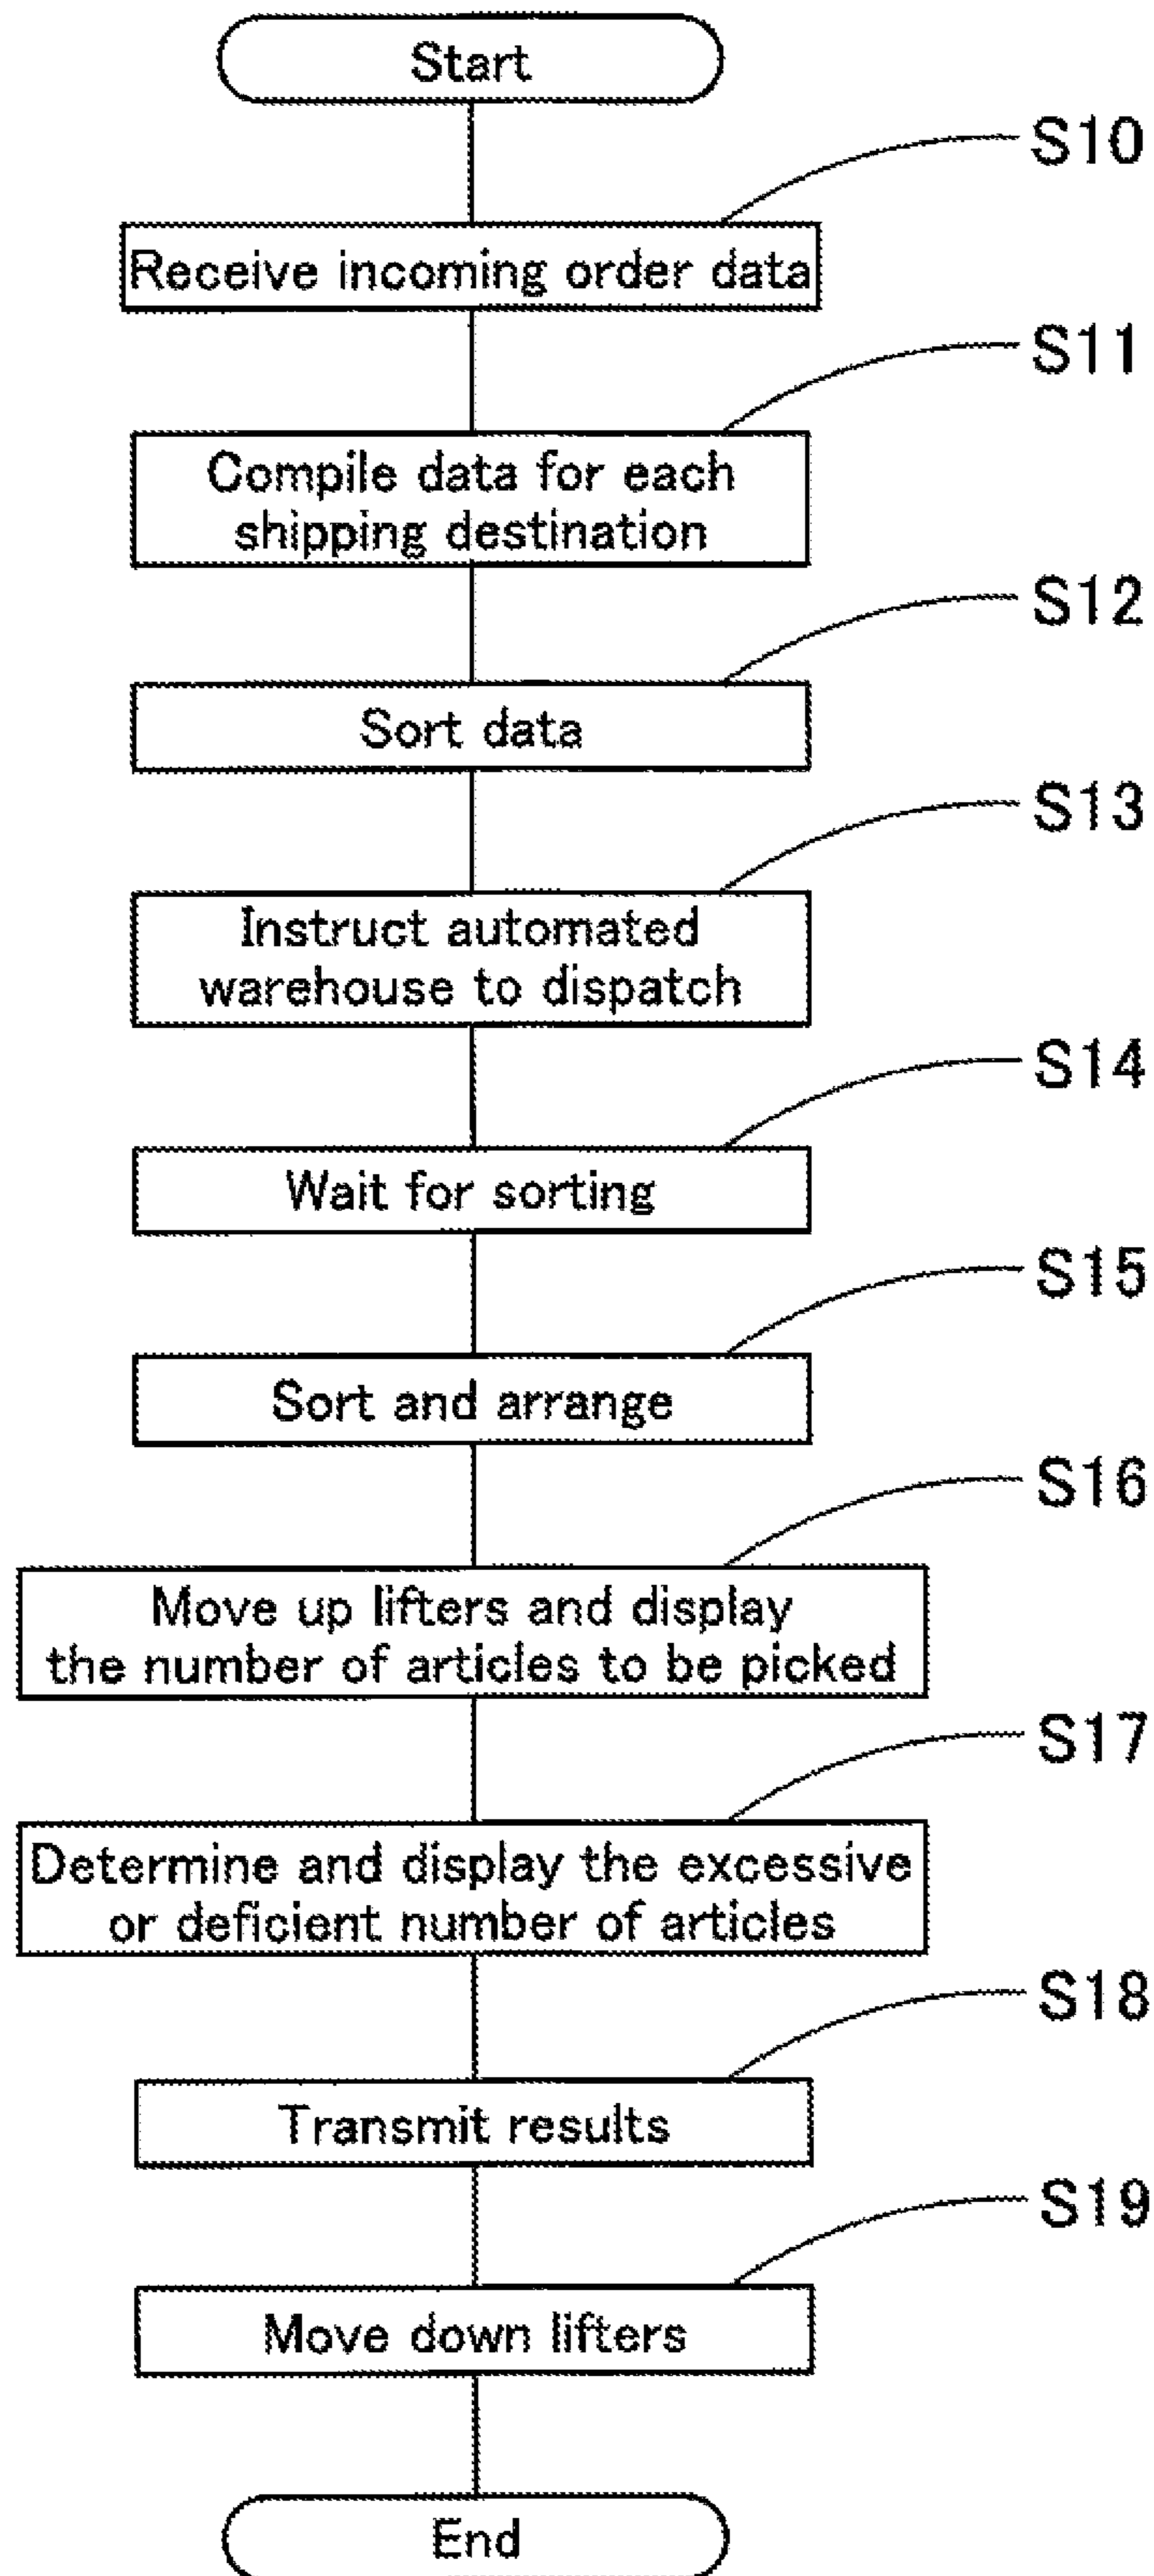 Start
S10
Receive incoming order data
S11
Compile data for each
shipping destination
S12
Sort data
S13
Instruct automated
warehouse to dispatch
S14
Wait for sorting
S15
Sort and arrange
S16
Move up lifters and display
the number of articles to be picked
S17
Determine and display the excessive
or deficient number of articles
S18
Transmit results
S19
Move down lifters
End